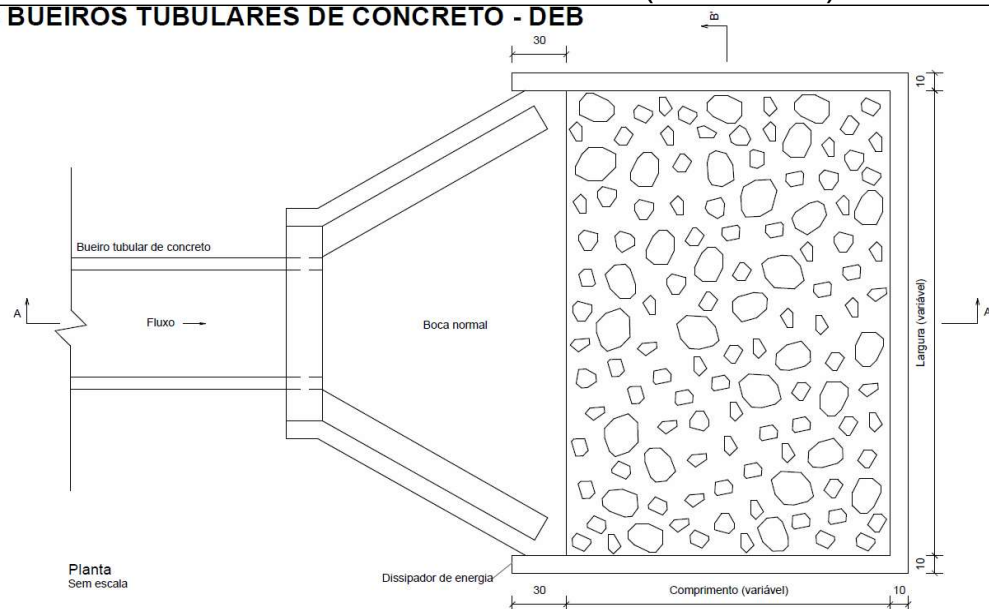 BUEIROS TUBULARES DE CONCRETO - DEB
B'
30
10
Bueiro tubular de concreto
A
Fluxo
Boca normal
Largura (variável)
A
Planta
Sem escala
Dissipador de energia
10
30
Comprimento (variável)
10